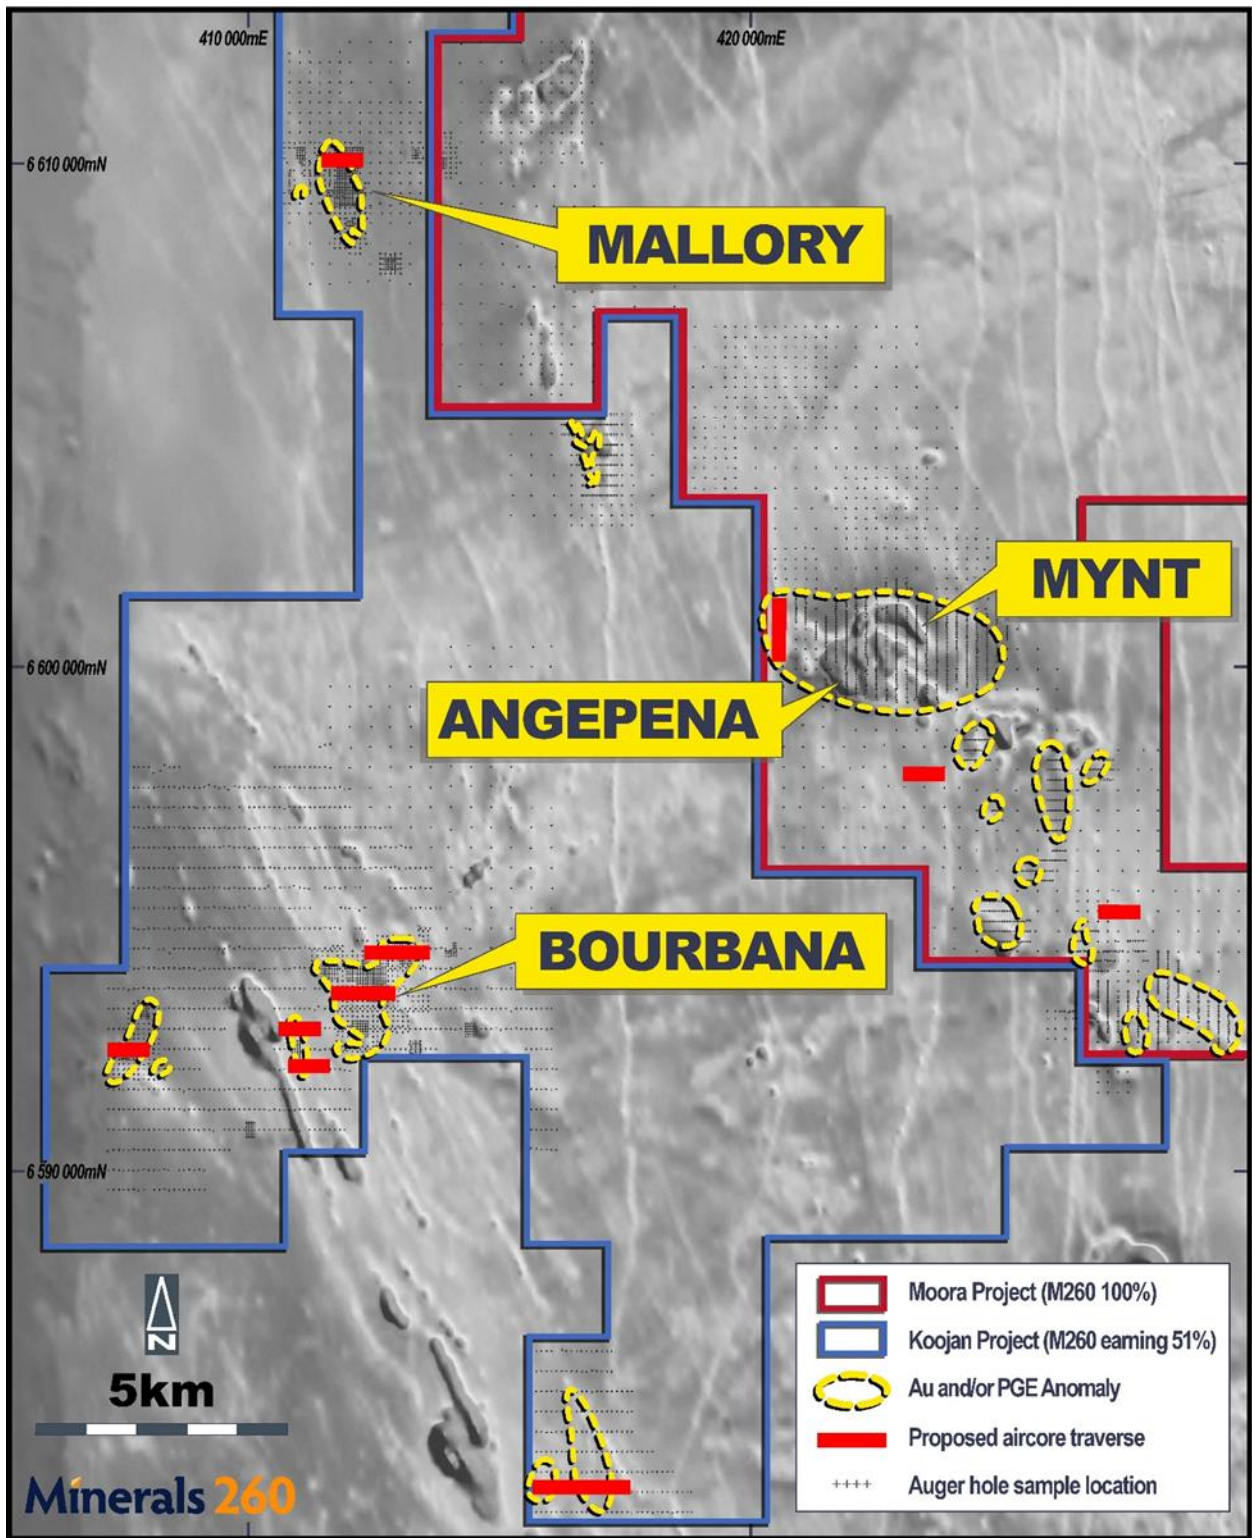 410 000mE
420 000mE
6 610 000mN
MALLORY
MYNT
6 600 000mN
ANGEPENA
BOURBANA
6 590 000mN
N
5km
Minerals 260
Moora Project (M260 100%)
Koojan Project (M260 earning 51%)
Au and/or PGE Anomaly
Proposed aircore traverse
Auger hole sample location